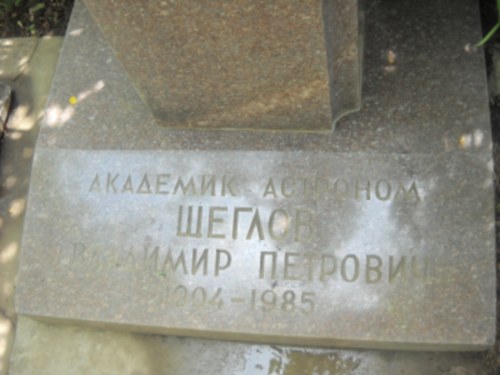 АКАДЕМИК АСТРОНОМ
ЩЕГЛОВ
ВЛАДИМИР ПЕТРОВИЧ
1904-1985